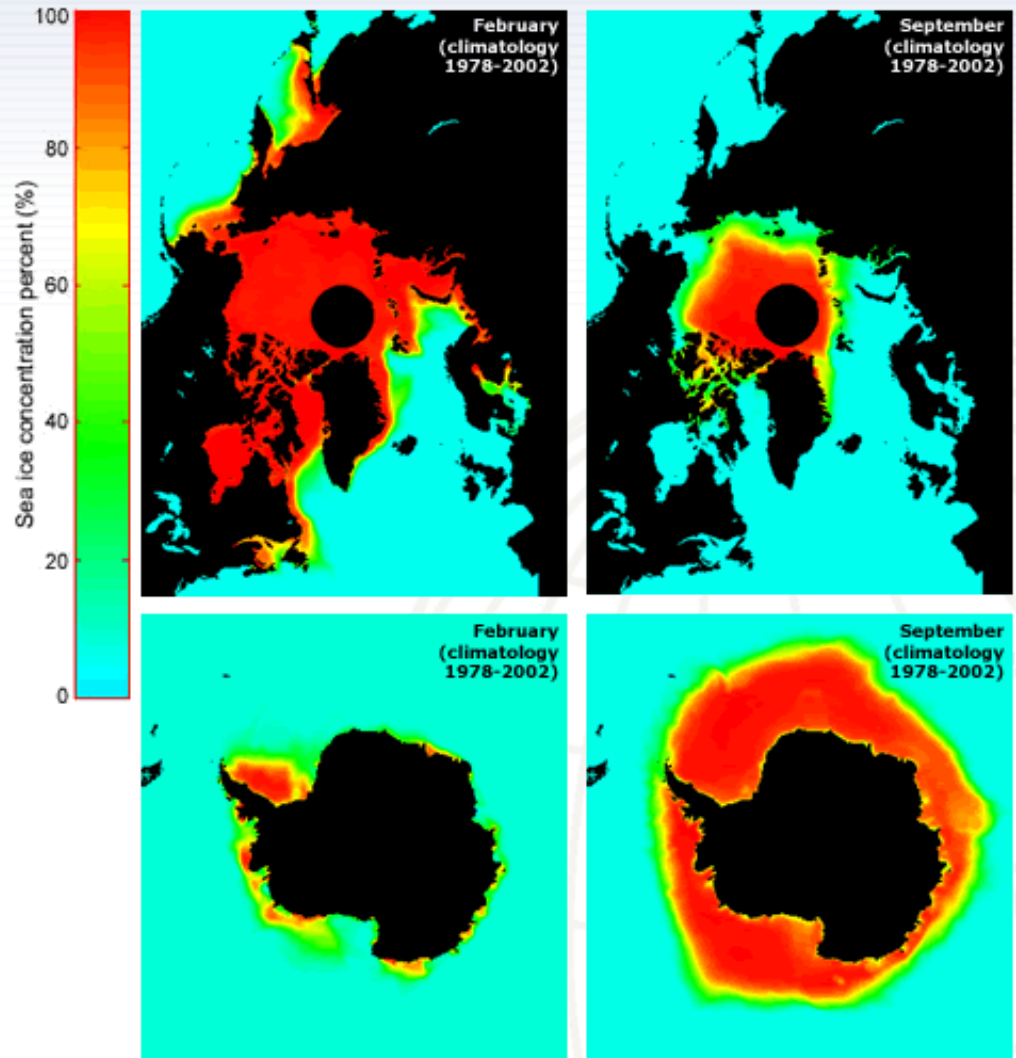 100
80
60
40
20
0
Sea ice concentration percent (%)
February
(climatology
1978-2002)
September
(climatology
1978-2002)
February
(climatology
1978-2002)
September
(climatology
1978-2002)